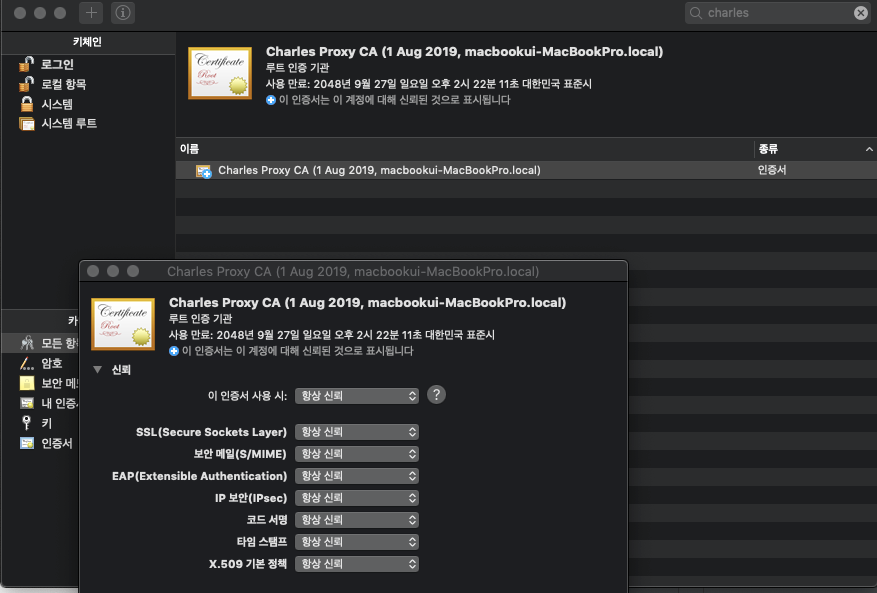 charles
키체인
로그인
로컬 항목
시스템
시스템 루트
Certificate
Root
Charles Proxy CA (1 Aug 2019, macbookui-MacBookPro.local)
루트 인증 기관
사용 만료: 2048년 9월 27일 일요일 오후 2시 22분 11초 대한민국 표준시
이 인증서는 이 계정에 대해 신뢰된 것으로 표시됩니다
이름 종류
Charles Proxy CA (1 Aug 2019, macbookui-MacBookPro.local) 인증서
모든
암호
보안
내
키
인증서
Charles Proxy CA (1 Aug 2019, macbookui-MacBookPro.local)
Certificate
Root
Charles Proxy CA (1 Aug 2019, macbookui-MacBookPro.local)
루트 인증 기관
사용 만료: 2048년 9월 27일 일요일 오후 2시 22분 11초 대한민국 표준시
이 인증서는 이 계정에 대해 신뢰된 것으로 표시됩니다
신뢰
이 인증서 사용 시: 항상 신뢰 ?
SSL(Secure Sockets Layer) 항상 신뢰
보안 메일(S/MIME) 항상 신뢰
EAP(Extensible Authentication) 항상 신뢰
IP 보안(IPsec) 항상 신뢰
코드 서명 항상 신뢰
타임 스탬프 항상 신뢰
X.509 기본 정책 항상 신뢰